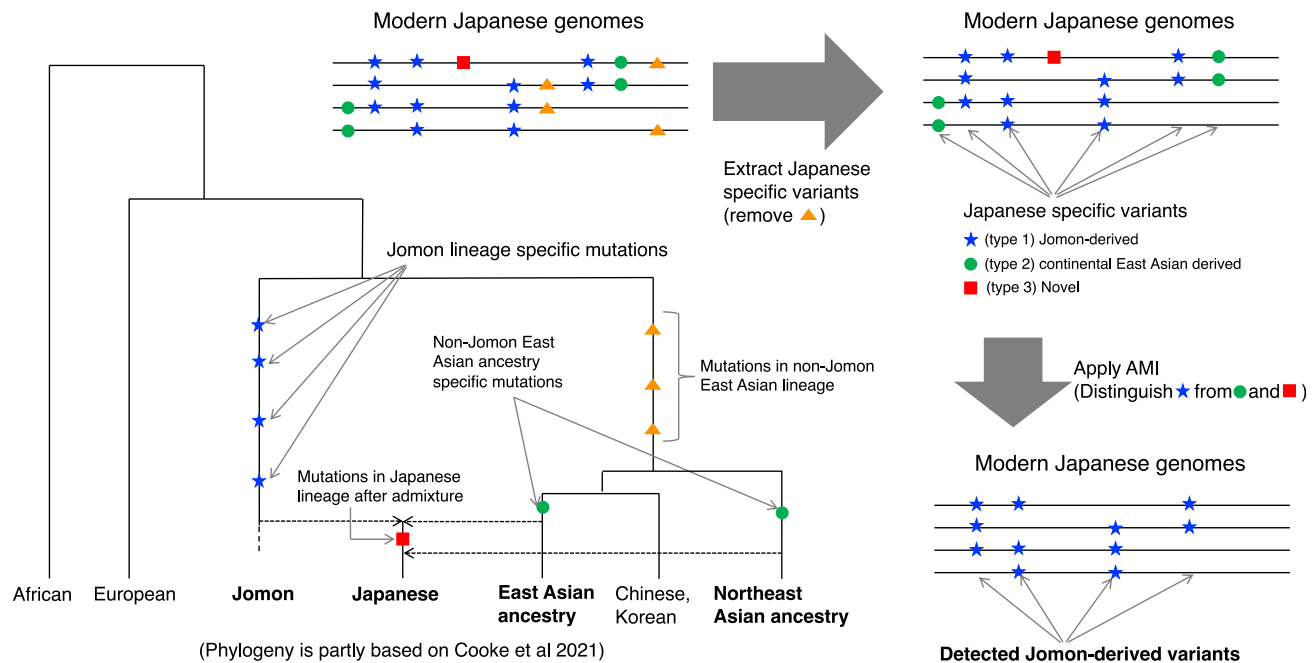 Modern Japanese genomes
Extract Japanese
specific variants
(remove ▲)
Modern Japanese genomes
Japanese specific variants
(type 1) Jomon-derived
(type 2) continental East Asian derived
(type 3) Novel
Jomon lineage specific mutations
Non-Jomon East
Asian ancestry
specific mutations
Mutations in non-Jomon
East Asian lineage
Mutations in Japanese
lineage after admixture
Apply AMI
(Distinguish ★ from ● and ■)
Modern Japanese genomes
African
European
Jomon
Japanese
East Asian
ancestry
Chinese,
Korean
Northeast
Asian ancestry
(Phylogeny is partly based on Cooke et al 2021)
Detected Jomon-derived variants